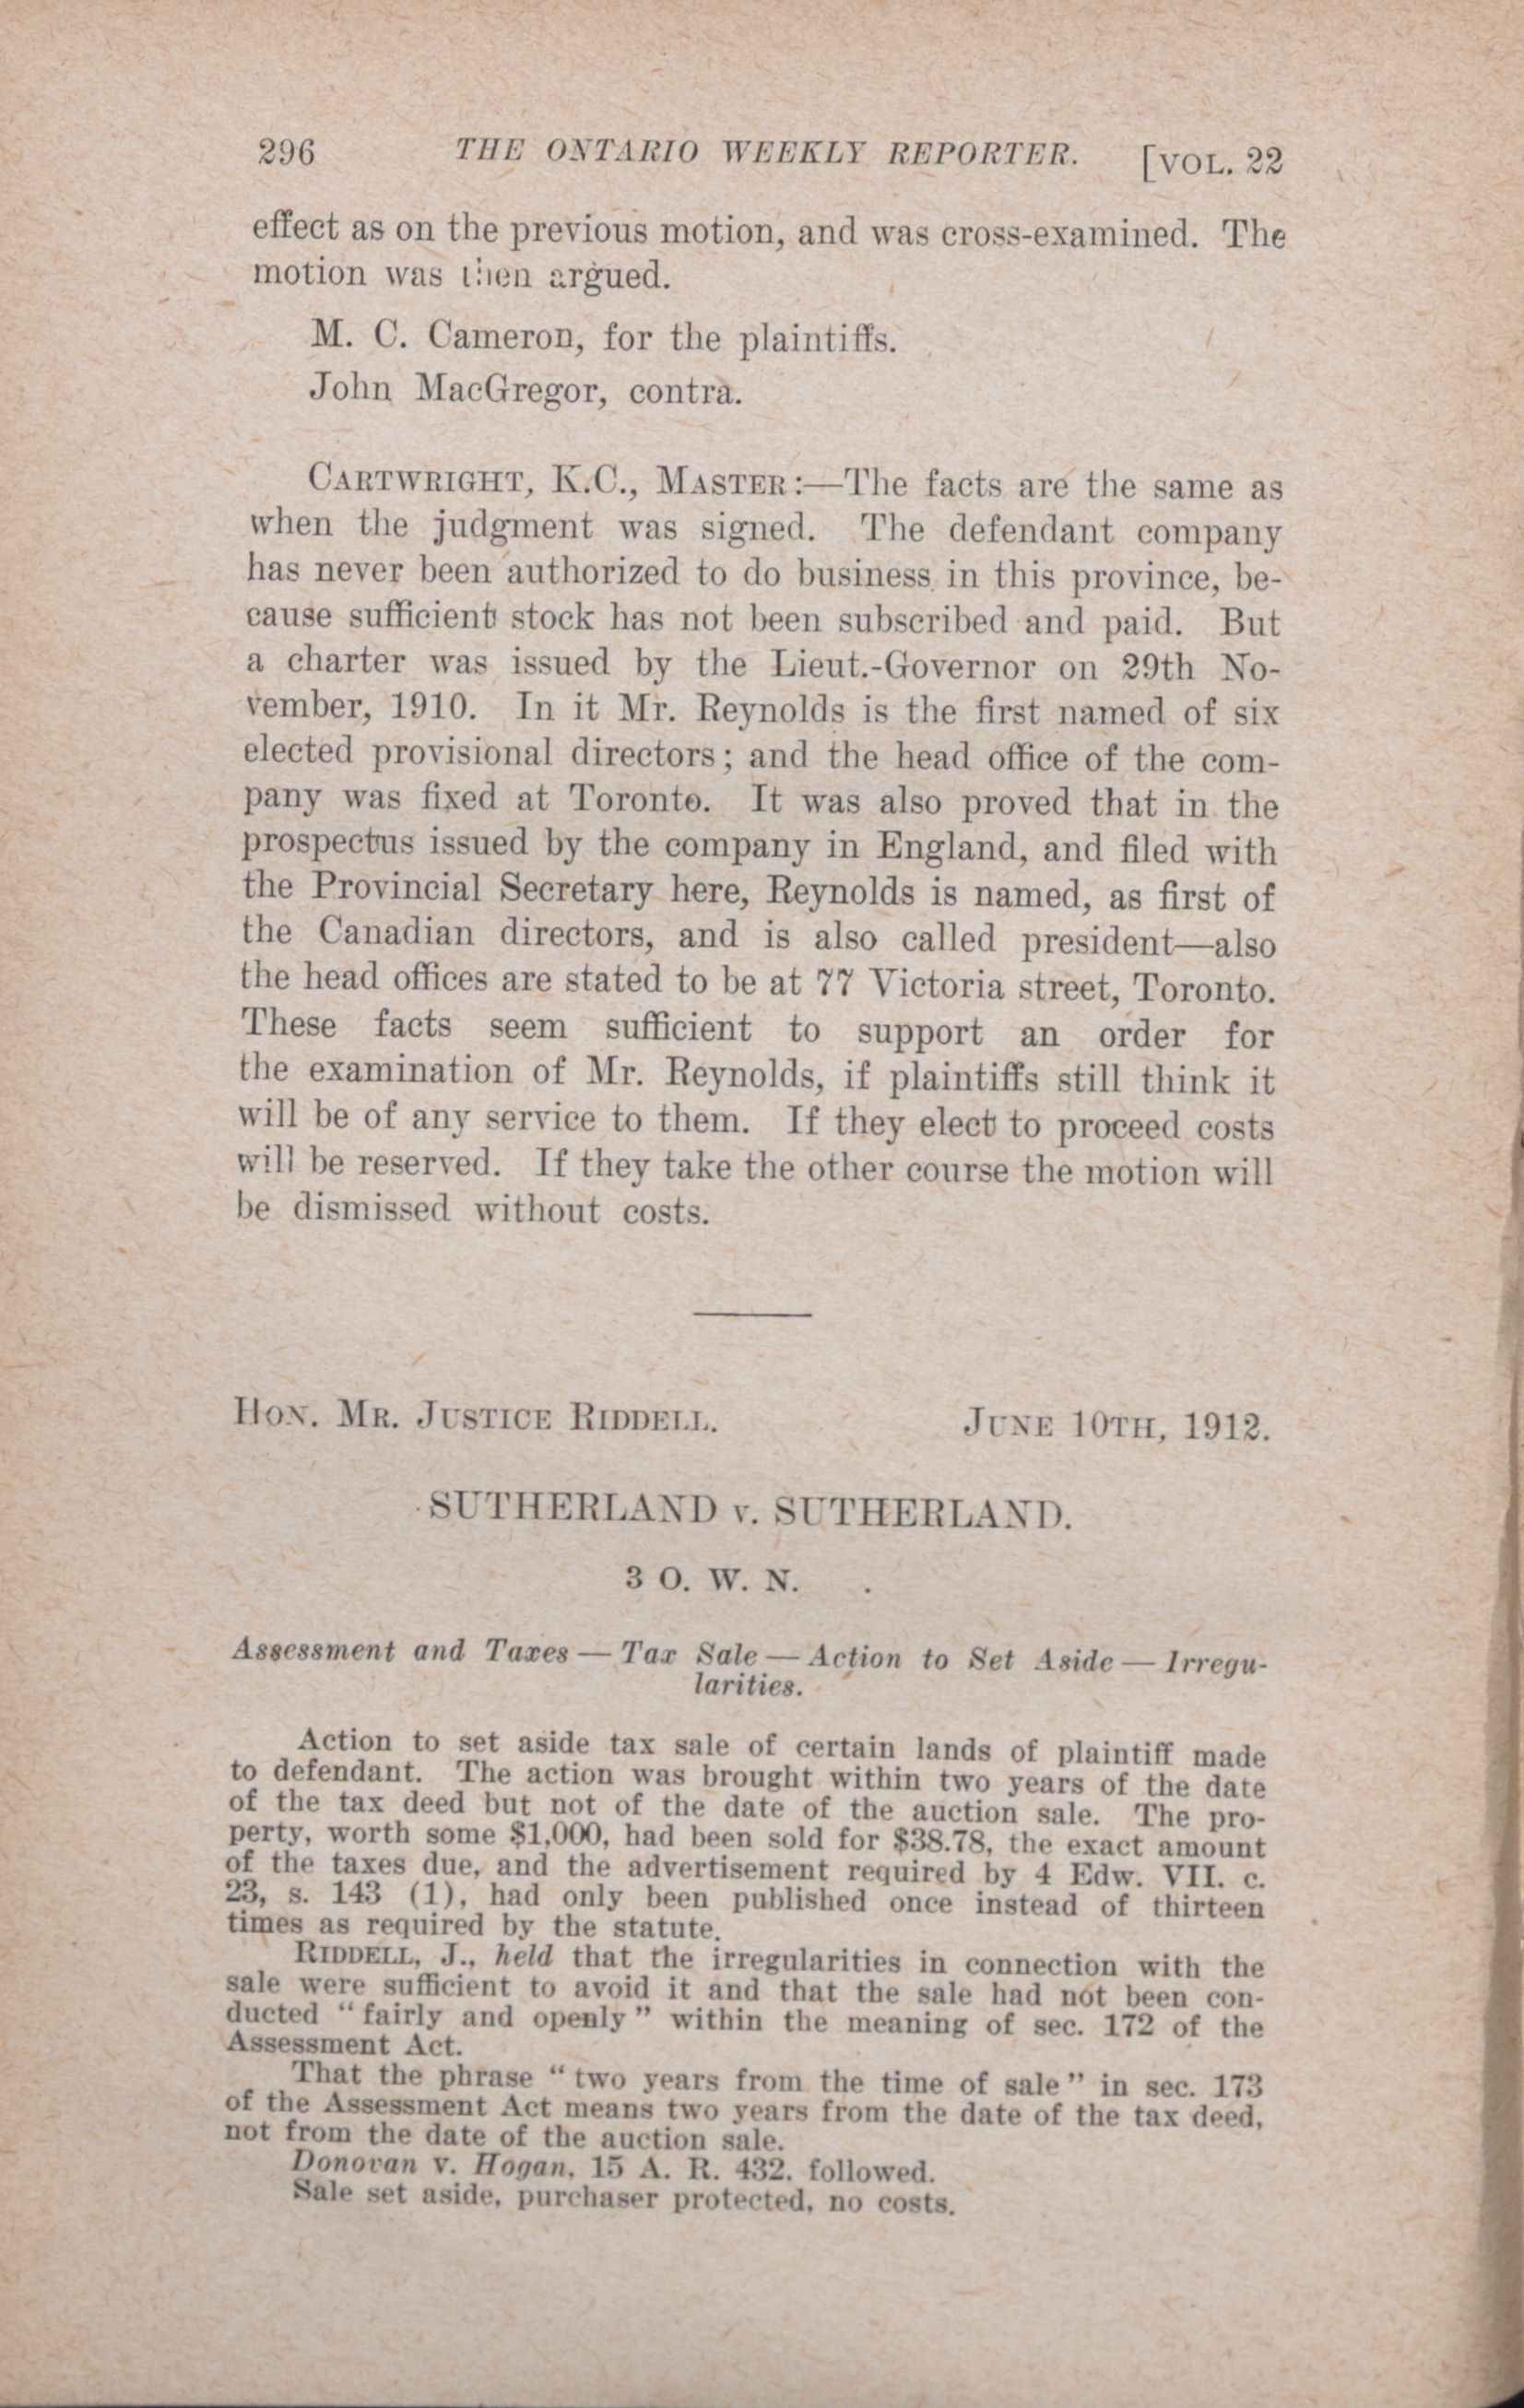 296 THE ONTARIO WEEKLY REPORTER. [VOL. 22
effect as on the previous motion, and was cross-examined. The
motion was then argued.
M. C. Cameron, for the plaintiffs.
John MacGregor, contra.
CARTWRIGHT, K.C., MASTER:—The facts are the same as
when the judgment was signed. The defendant company
has never been authorized to do business in this province, be-
cause sufficient stock has not been subscribed and paid. But
a charter was issued by the Lieut.-Governor on 29th No-
vember, 1910. In it Mr. Reynolds is the first named of six
elected provisional directors; and the head office of the com-
pany was fixed at Toronto. It was also proved that in the
prospectus issued by the company in England, and filed with
the Provincial Secretary here, Reynolds is named, as first of
the Canadian directors, and is also called president—also
the head offices are stated to be at 77 Victoria street, Toronto.
These facts seem sufficient to support an order for
the examination of Mr. Reynolds, if plaintiffs still think it
will be of any service to them. If they elect to proceed costs
will be reserved. If they take the other course the motion will
be dismissed without costs.
HON. MR. JUSTICE RIDDELL. JUNE 10TH, 1912.
SUTHERLAND v. SUTHERLAND.
3 O. W. N. .
Assessment and Taxes — Tax Sale — Action to Set Aside — Irregu-
larities.
Action to set aside tax sale of certain lands of plaintiff made
to defendant. The action was brought within two years of the date
of the tax deed but not of the date of the auction sale. The pro-
perty, worth some $1,000, had been sold for $38.78, the exact amount
of the taxes due, and the advertisement required by 4 Edw. VII. c.
23, s. 143 (1), had only been published once instead of thirteen
times as required by the statute.
RIDDELL, J., held that the irregularities in connection with the
sale were sufficient to avoid it and that the sale had not been con-
ducted "fairly and openly" within the meaning of sec. 172 of the
Assessment Act.
That the phrase "two years from the time of sale" in sec. 173
of the Assessment Act means two years from the date of the tax deed,
not from the date of the auction sale.
Donovan v. Hogan, 15 A. R. 432, followed.
Sale set aside, purchaser protected, no costs.